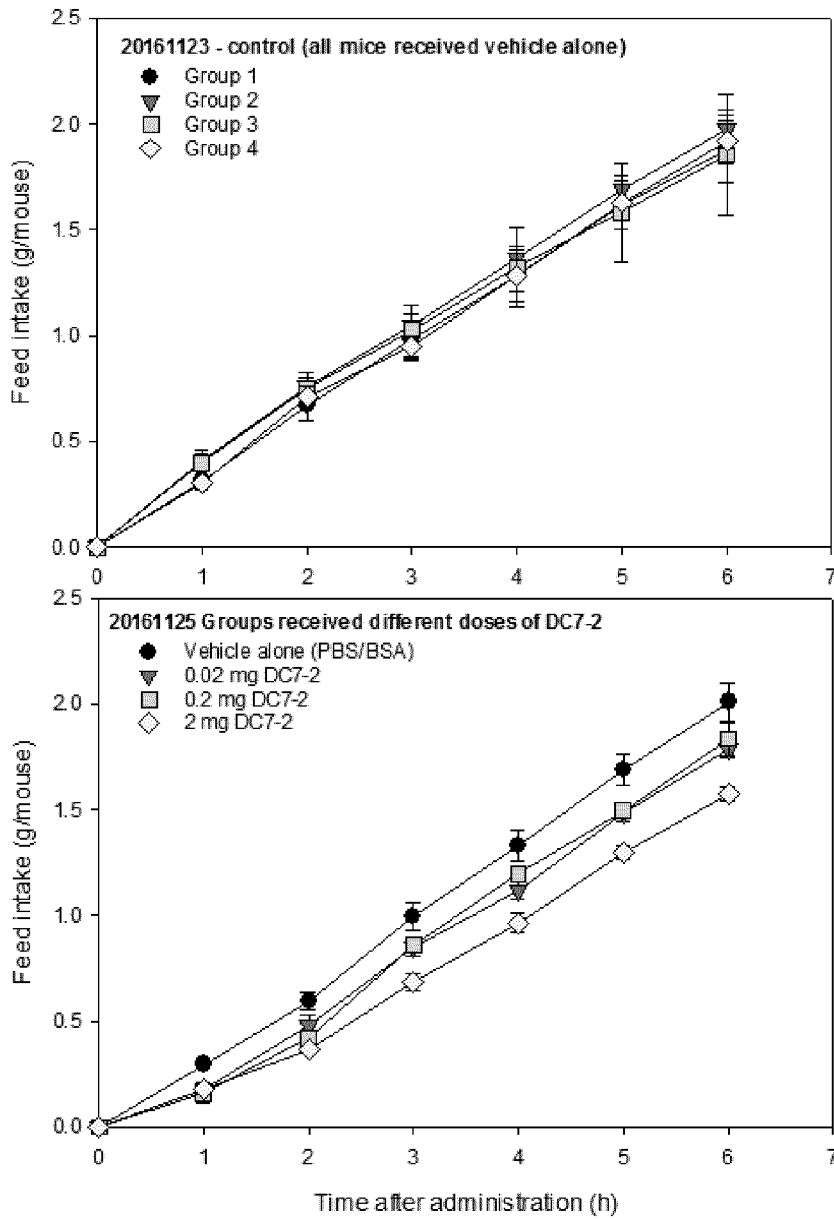 2.5
20161123 - control (all mice received vehicle alone)
Group 1
Group 2
Group 3
Group 4
2.0
1.5
1.0
0.5
0.0
Feed intake (g/mouse)
0 1 2 3 4 5 6 7
2.5
20161125 Groups received different doses of DC7-2
Vehicle alone (PBS/BSA)
0.02 mg DC7-2
0.2 mg DC7-2
2 mg DC7-2
2.0
1.5
1.0
0.5
0.0
Feed intake (g/mouse)
0 1 2 3 4 5 6 7
Time after administration (h)